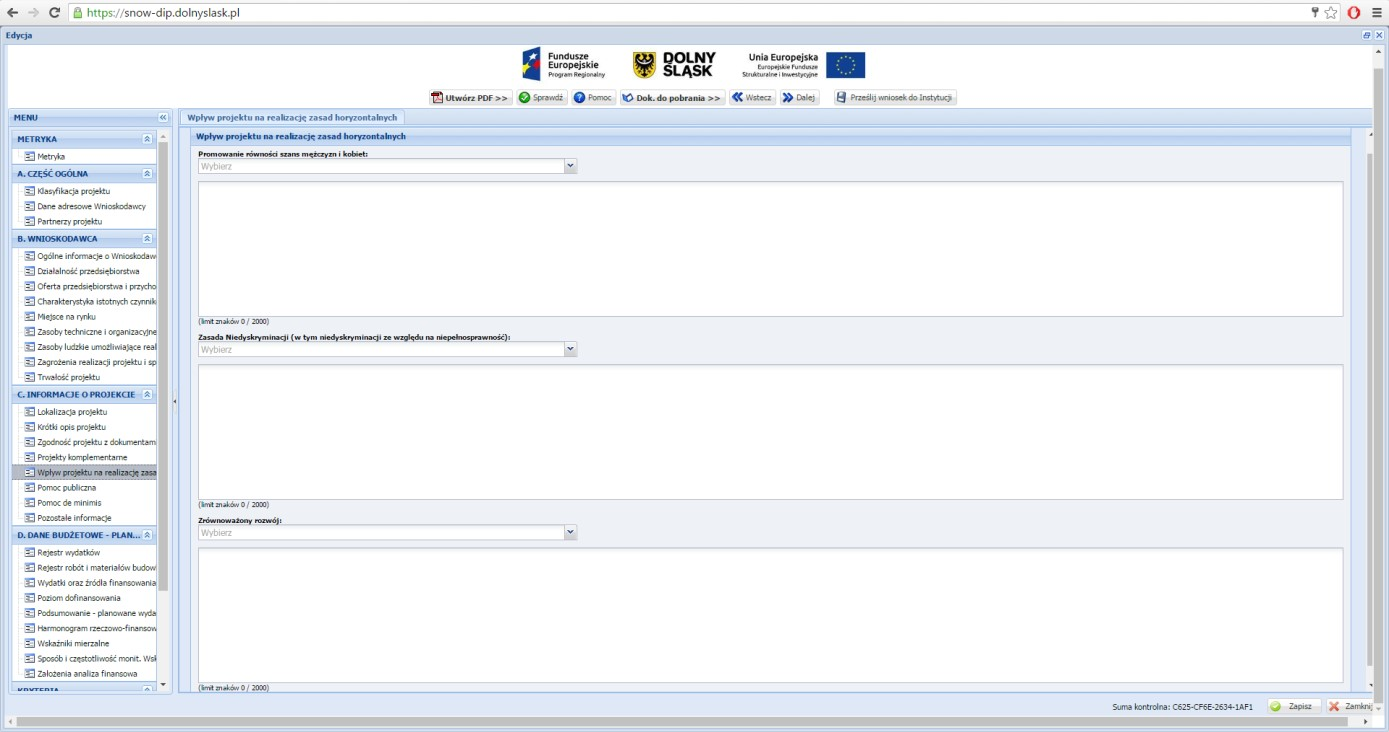 https://snow-dip.dolnyslask.pl
Edycja
Fundusze
Europejskie
Program Regionalny
DOLNY
ŚLĄSK
Unia Europejska
Europejskie Fundusze
Strukturalne i Inwestycyjne
Utwórz PDF >> Sprawdź Pomoc Dok. do pobrania >> Wstecz Dalej Prześlij wniosek do Instytucji
MENU
METRYKA
Metryka
A. CZĘŚĆ OGÓLNA
Klasyfikacja projektu
Dane adresowe Wnioskodawcy
Partnerzy projektu
B. WNIOSKODAWCA
Ogólne informacje o Wnioskodaw
Działalność przedsiębiorstwa
Oferta przedsiębiorstwa i przycho
Charakterystyka istotnych czynnik
Miejsce na rynku
Zasoby techniczne i organizacyjne
Zasoby ludzkie umożliwiające real
Zagrożenia realizacji projektu i sp
Trwałość projektu
C. INFORMACJE O PROJEKCIE
Lokalizacja projektu
Krótki opis projektu
Zgodność projektu z dokumentam
Projekty komplementarne
Wpływ projektu na realizację zasa
Pomoc publiczna
Pomoc de minimis
Pozostałe informacje
D. DANE BUDŻETOWE - PLAN...
Rejestr wydatków
Rejestr robót i materiałów budowl
Wydatki oraz źródła finansowania
Poziom dofinansowania
Podsumowanie - planowane wyda
Harmonogram rzeczowo-finansow
Wskaźniki mierzalne
Sposób i częstotliwość monit. Wsk
Założenia analiza finansowa
KRYTERIA
Wpływ projektu na realizację zasad horyzontalnych
Wpływ projektu na realizację zasad horyzontalnych
Promowanie równości szans mężczyzn i kobiet:
Wybierz
(limit znaków 0 / 2000)
Zasada Niedyskryminacji (w tym niedyskryminacji ze względu na niepełnosprawność):
Wybierz
(limit znaków 0 / 2000)
Zrównoważony rozwój:
Wybierz
(limit znaków 0 / 2000)
Suma kontrolna: C625-CF6E-2634-1AF1 Zapisz Zamknij